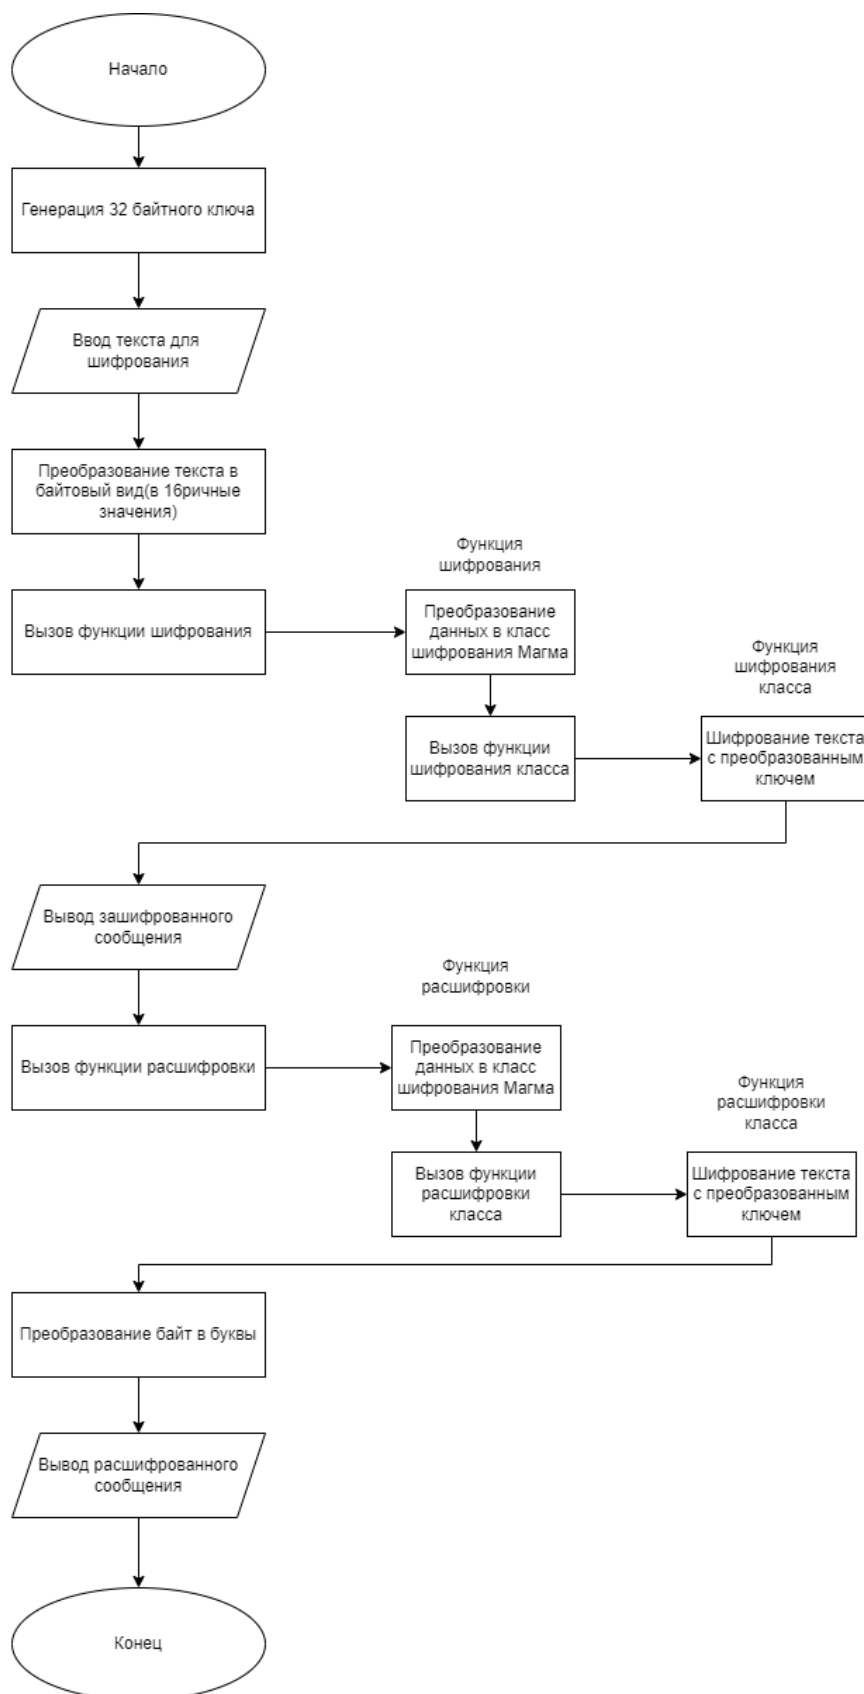 Начало
Генерация 32 байтного ключа
Ввод текста для
шифрования
Преобразование текста в
байтовый вид(в 16ричные
значения)
Вызов функции шифрования
Функция
шифрования
Преобразование
данных в класс
шифрования Магма
Вызов функции
шифрования класса
Функция
шифрования
класса
Шифрование текста
с преобразованным
ключем
Вывод зашифрованного
сообщения
Вызов функции расшифровки
Функция
расшифровки
Преобразование
данных в класс
шифрования Магма
Вызов функции
расшифровки
класса
Функция
расшифровки
класса
Шифрование текста
с преобразованным
ключем
Преобразование байт в буквы
Вывод расшифрованного
сообщения
Конец